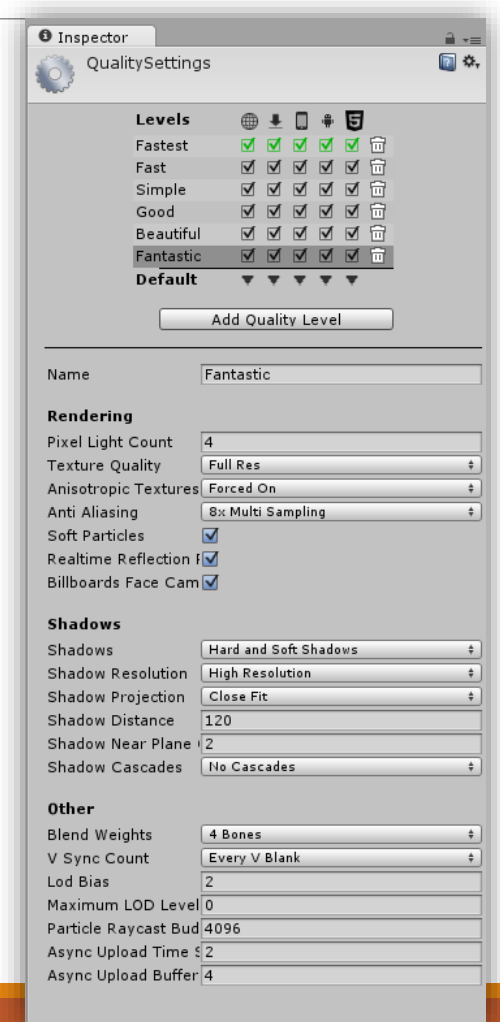 Inspector
QualitySettings
Levels
Fastest
Fast
Simple
Good
Beautiful
Fantastic
Default
Add Quality Level
Name Fantastic
Rendering
Pixel Light Count 4
Texture Quality Full Res
Anisotropic Textures Forced On
Anti Aliasing 8x Multi Sampling
Soft Particles
Realtime Reflection
Billboards Face Cam
Shadows
Shadows Hard and Soft Shadows
Shadow Resolution High Resolution
Shadow Projection Close Fit
Shadow Distance 120
Shadow Near Plane 2
Shadow Cascades No Cascades
Other
Blend Weights 4 Bones
V Sync Count Every V Blank
Lod Bias 2
Maximum LOD Level 0
Particle Raycast Bud 4096
Async Upload Time 2
Async Upload Buffer 4